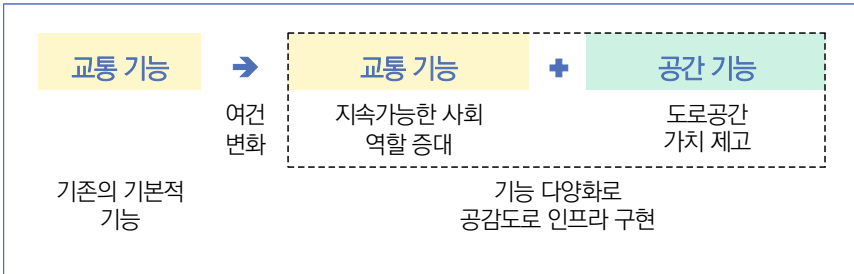 교통 기능 → 교통 기능 + 공간 기능
여건
변화
지속가능한 사회
역할 증대
도로공간
가치 제고
기존의 기본적
기능
기능 다양화로
공감도로 인프라 구현